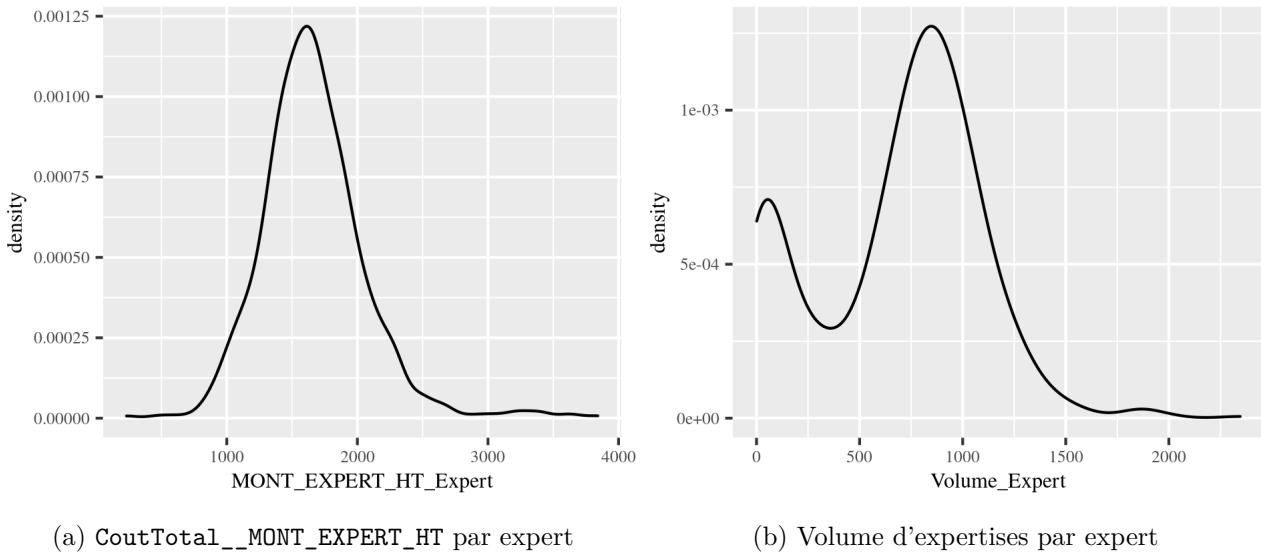 0.00125
0.00100
0.00075
0.00050
0.00025
0.00000
density
1000
2000
3000
4000
MONT_EXPERT_HT_Expert
(a) CoutTotal__MONT_EXPERT_HT par expert
1e-03
5e-04
0e+00
density
0
500
1000
1500
2000
Volume_Expert
(b) Volume d'expertises par expert